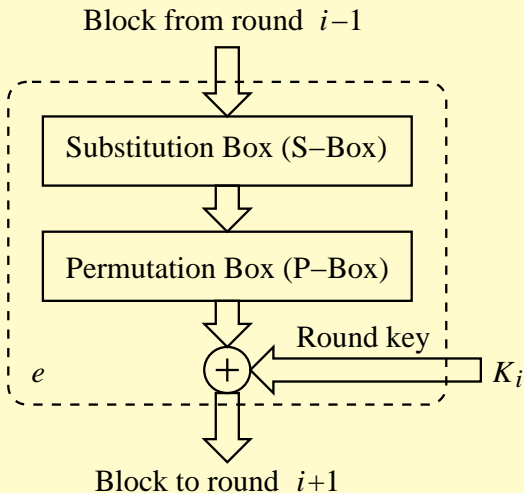 Block from round i–1
Substitution Box (S–Box)
Permutation Box (P–Box)
Round key
e
+
K_i
Block to round i+1